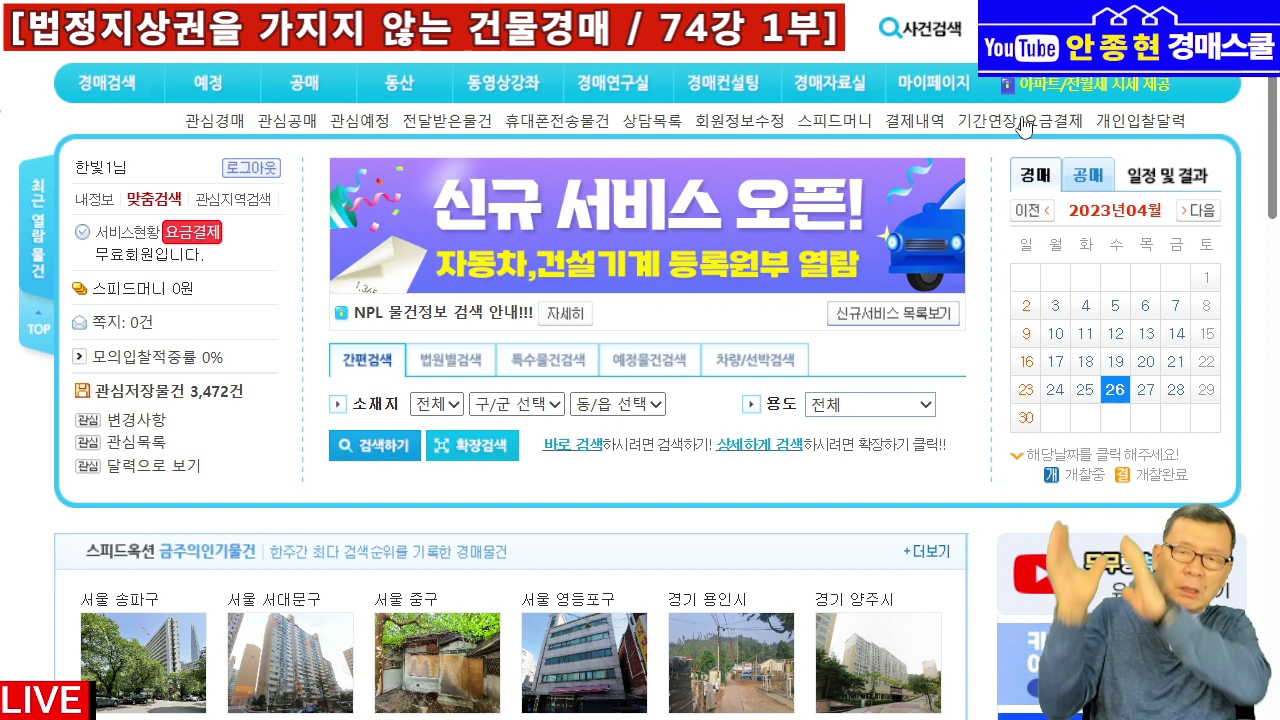 [법정지상권을 가지지 않는 건물경매 / 74강 1부]
사건검색
YouTube 안종현 경매스쿨
경매검색 예정 공매 동산 동영상강좌 경매연구실 경매컨설팅 경매자료실 마이페이지 아파트/전월세 시세 제공
관심경매 관심공매 관심예정 전달받은물건 휴대폰전송물건 상담목록 회원정보수정 스피드머니 결제내역 기간연장/요금결제 개인입찰달력
최근 열람 물건
TOP
한빛1님 로그아웃
내정보 맞춤검색 관심지역검색
서비스현황 요금결제
무료회원입니다.
스피드머니 0원
쪽지: 0건
모의입찰적중률 0%
관심저장물건 3,472건
관심 변경사항
관심 관심목록
관심 달력으로 보기
신규 서비스 오픈!
자동차,건설기계 등록원부 열람
NPL 물건정보 검색 안내!!! 자세히 신규서비스 목록보기
간편검색 법원별검색 특수물건검색 예정물건검색 차량/선박검색
소재지 전체 구/군 선택 동/읍 선택 용도 전체
검색하기 확장검색 바로 검색하시려면 검색하기! 상세하게 검색하시려면 확장하기 클릭!!
경매 공매 일정 및 결과
이전 < 2023년04월 > 다음
일 월 화 수 목 금 토
1
2 3 4 5 6 7 8
9 10 11 12 13 14 15
16 17 18 19 20 21 22
23 24 25 26 27 28 29
30
해당날짜를 클릭해주세요!
개 개찰중 결 개찰완료
스피드옥션 금주의인기물건 한주간 최다 검색순위를 기록한 경매물건 +더보기
서울 송파구 서울 서대문구 서울 중구 서울 영등포구 경기 용인시 경기 양주시
LIVE